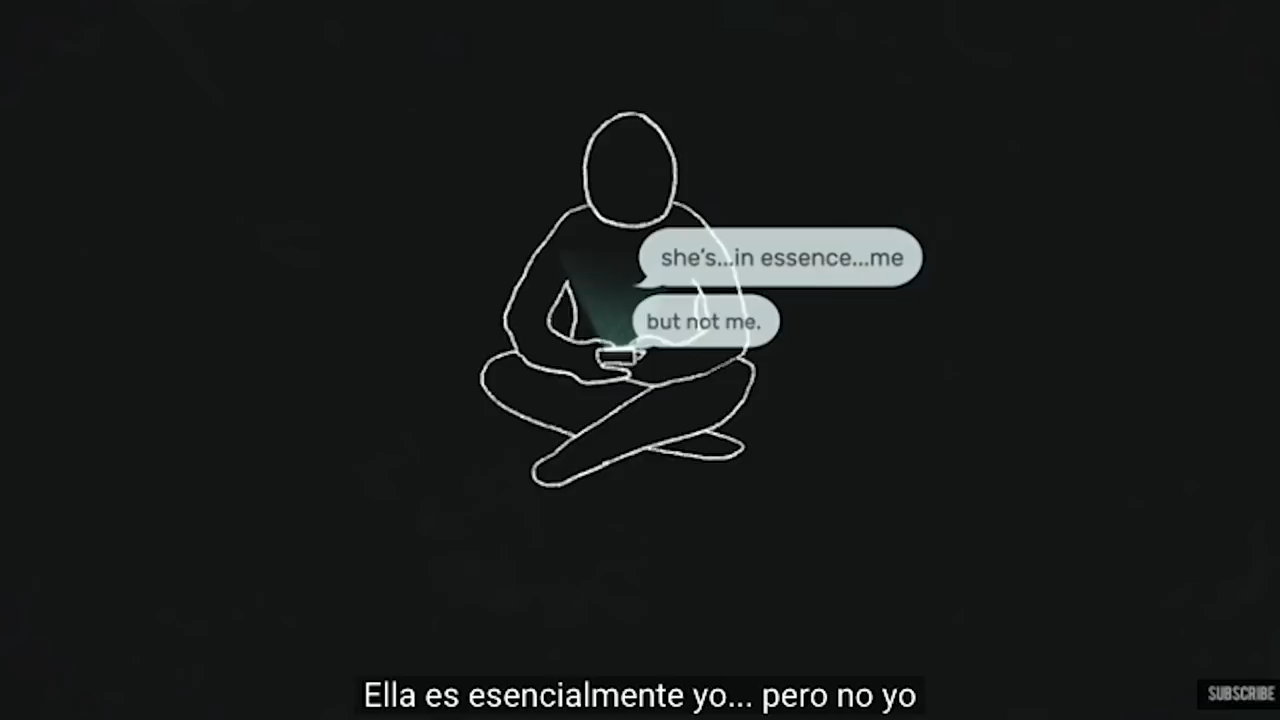 she's...in essence...me
but not me.
Ella es esencialmente yo... pero no yo
SUBSCRIBE